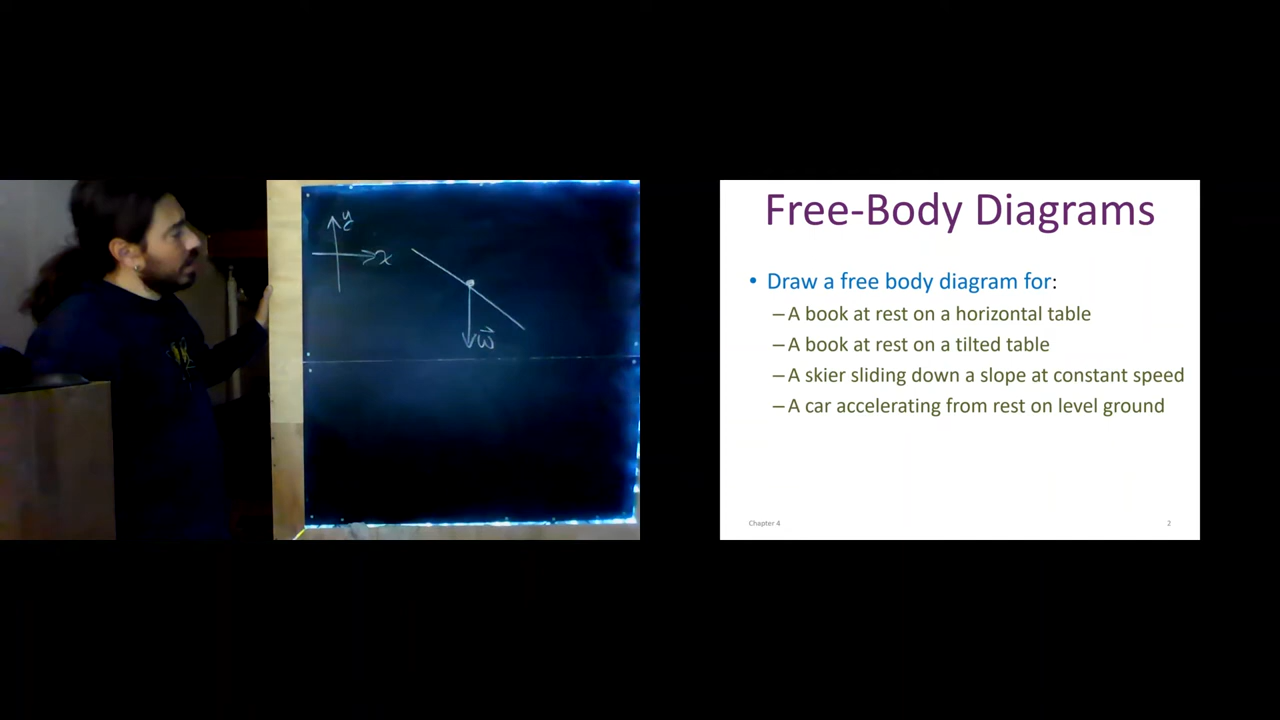 y
x
w
Free-Body Diagrams
• Draw a free body diagram for:
–A book at rest on a horizontal table
–A book at rest on a tilted table
–A skier sliding down a slope at constant speed
–A car accelerating from rest on level ground
Chapter 4
2